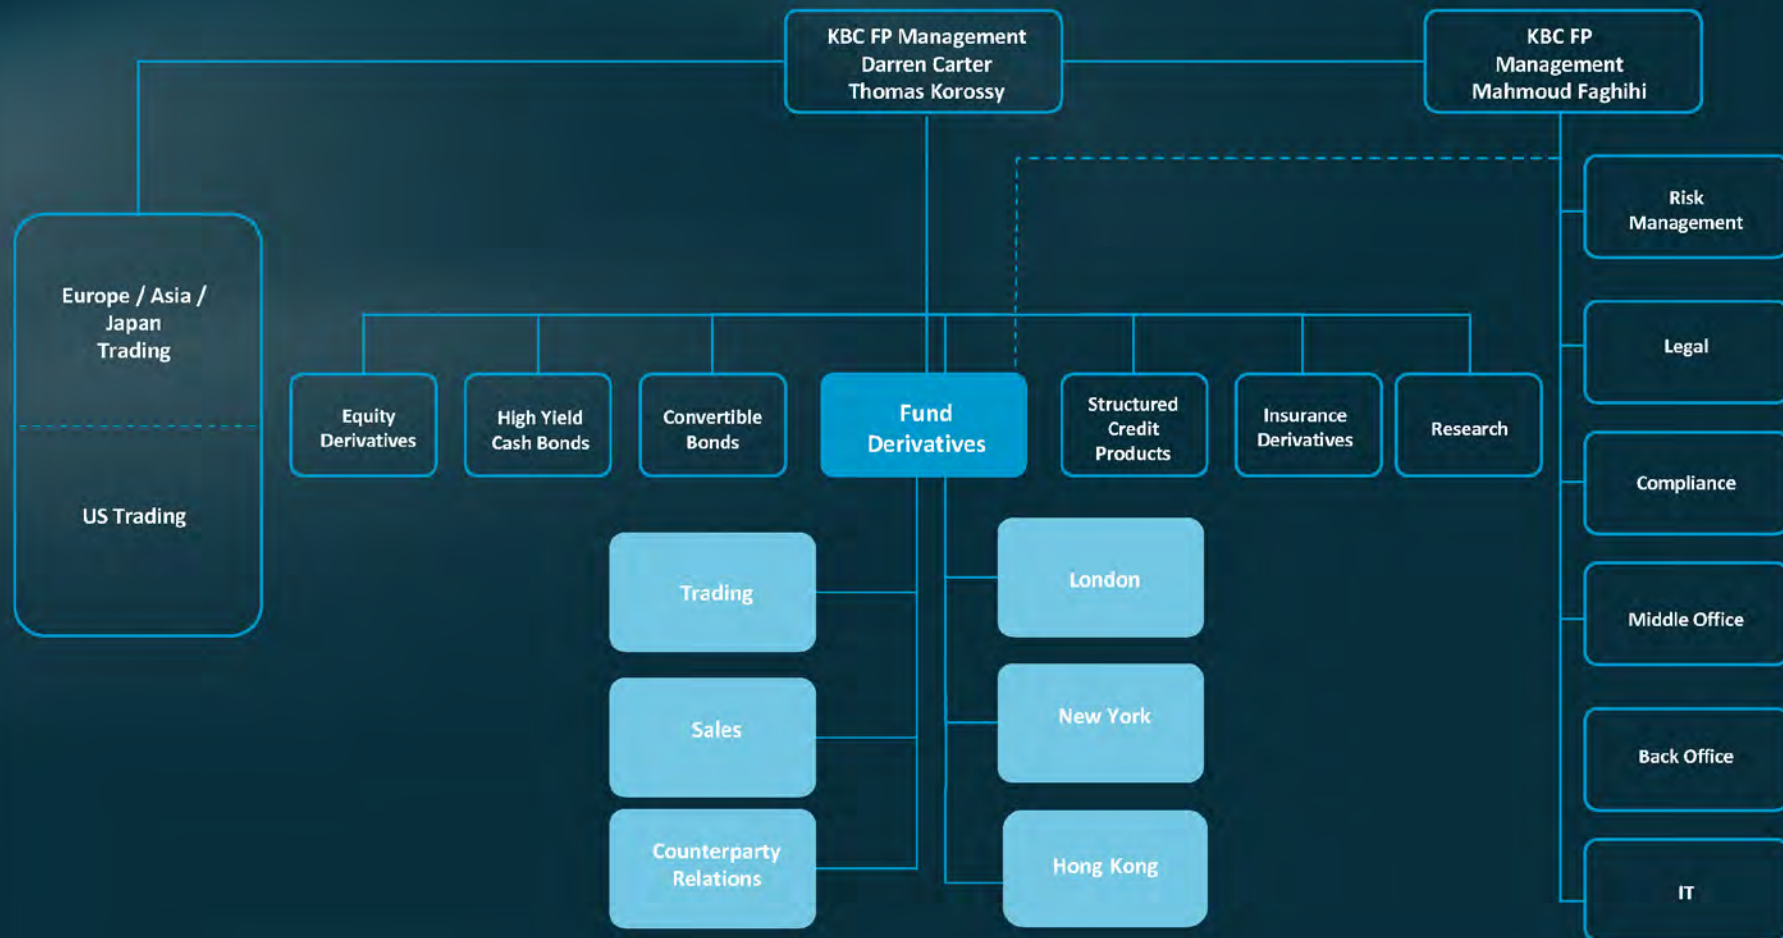 KBC FP Management
Darren Carter
Thomas Korossy
KBC FP
Management
Mahmoud Faghihi
Europe / Asia /
Japan
Trading
US Trading
Equity
Derivatives
High Yield
Cash Bonds
Convertible
Bonds
Fund
Derivatives
Structured
Credit
Products
Insurance
Derivatives
Research
Trading
Sales
Counterparty
Relations
London
New York
Hong Kong
Risk
Management
Legal
Compliance
Middle Office
Back Office
IT